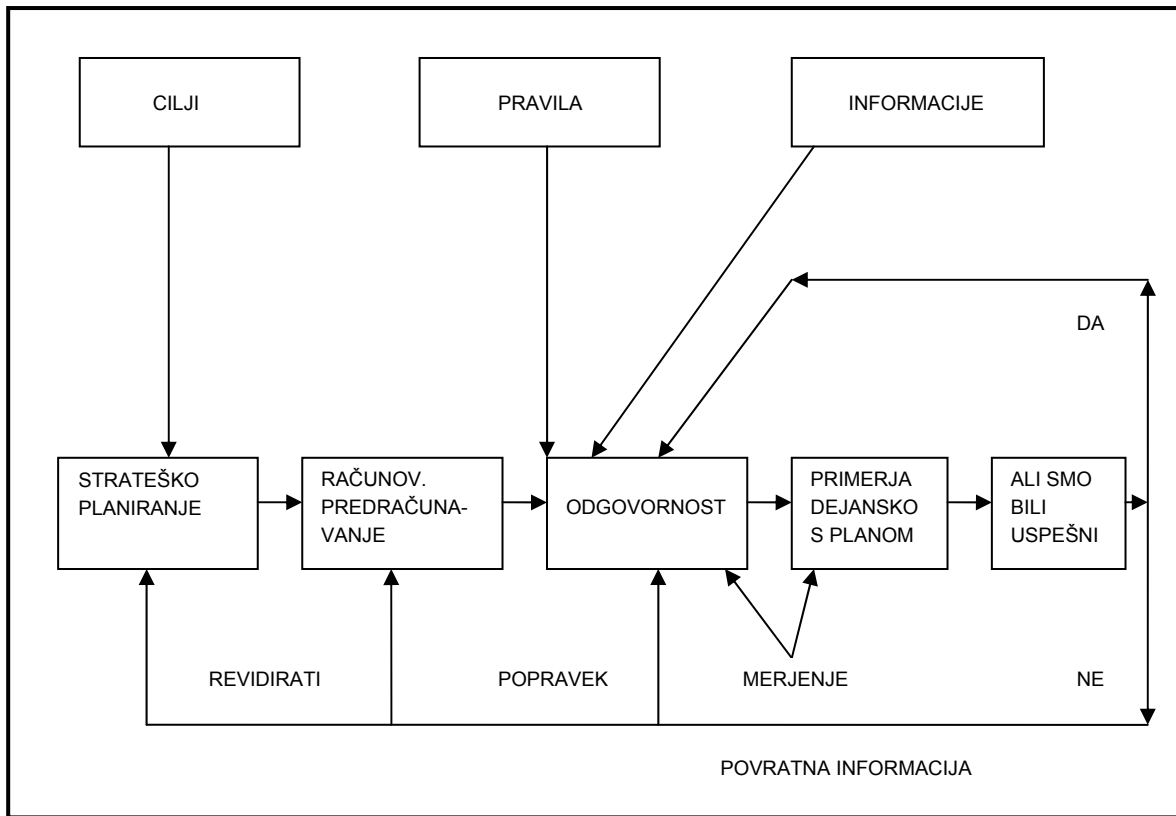 CILJI
PRAVILA
INFORMACIJE
DA
STRATEŠKO
PLANIRANJE
RAČUNOV.
PREDRAČUNA-
VANJE
ODGOVORNOST
PRIMERJA
DEJANSKO
S PLANOM
ALI SMO
BILI
USPEŠNI
REVIDIRATI
POPRAVEK
MERJENJE
NE
POVRATNA INFORMACIJA